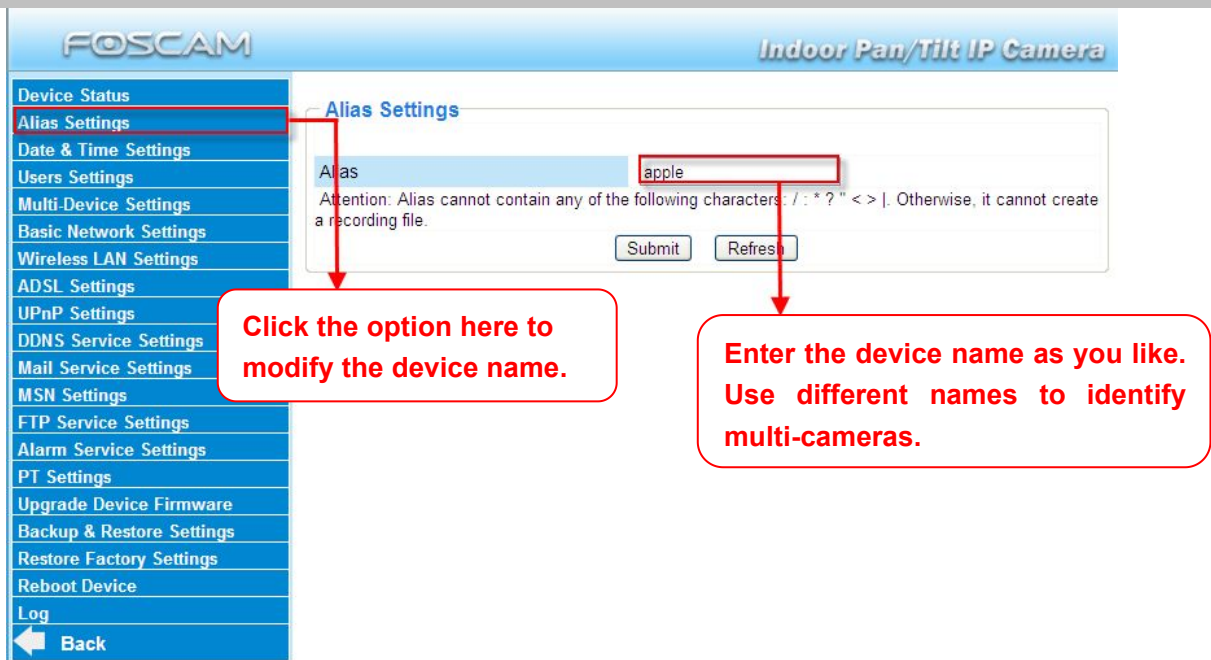 FOSCAM
Indoor Pan/Tilt IP Camera
Device Status
Alias Settings
Date & Time Settings
Users Settings
Multi-Device Settings
Basic Network Settings
Wireless LAN Settings
ADSL Settings
UPnP Settings
DDNS Service Settings
Mail Service Settings
MSN Settings
FTP Service Settings
Alarm Service Settings
PT Settings
Upgrade Device Firmware
Backup & Restore Settings
Restore Factory Settings
Reboot Device
Log
Back
Alias Settings
Alias
apple
Attention: Alias cannot contain any of the following characters: / : * ? " < > |. Otherwise, it cannot create
a recording file.
Submit
Refresh
Click the option here to
modify the device name.
Enter the device name as you like.
Use different names to identify
multi-cameras.